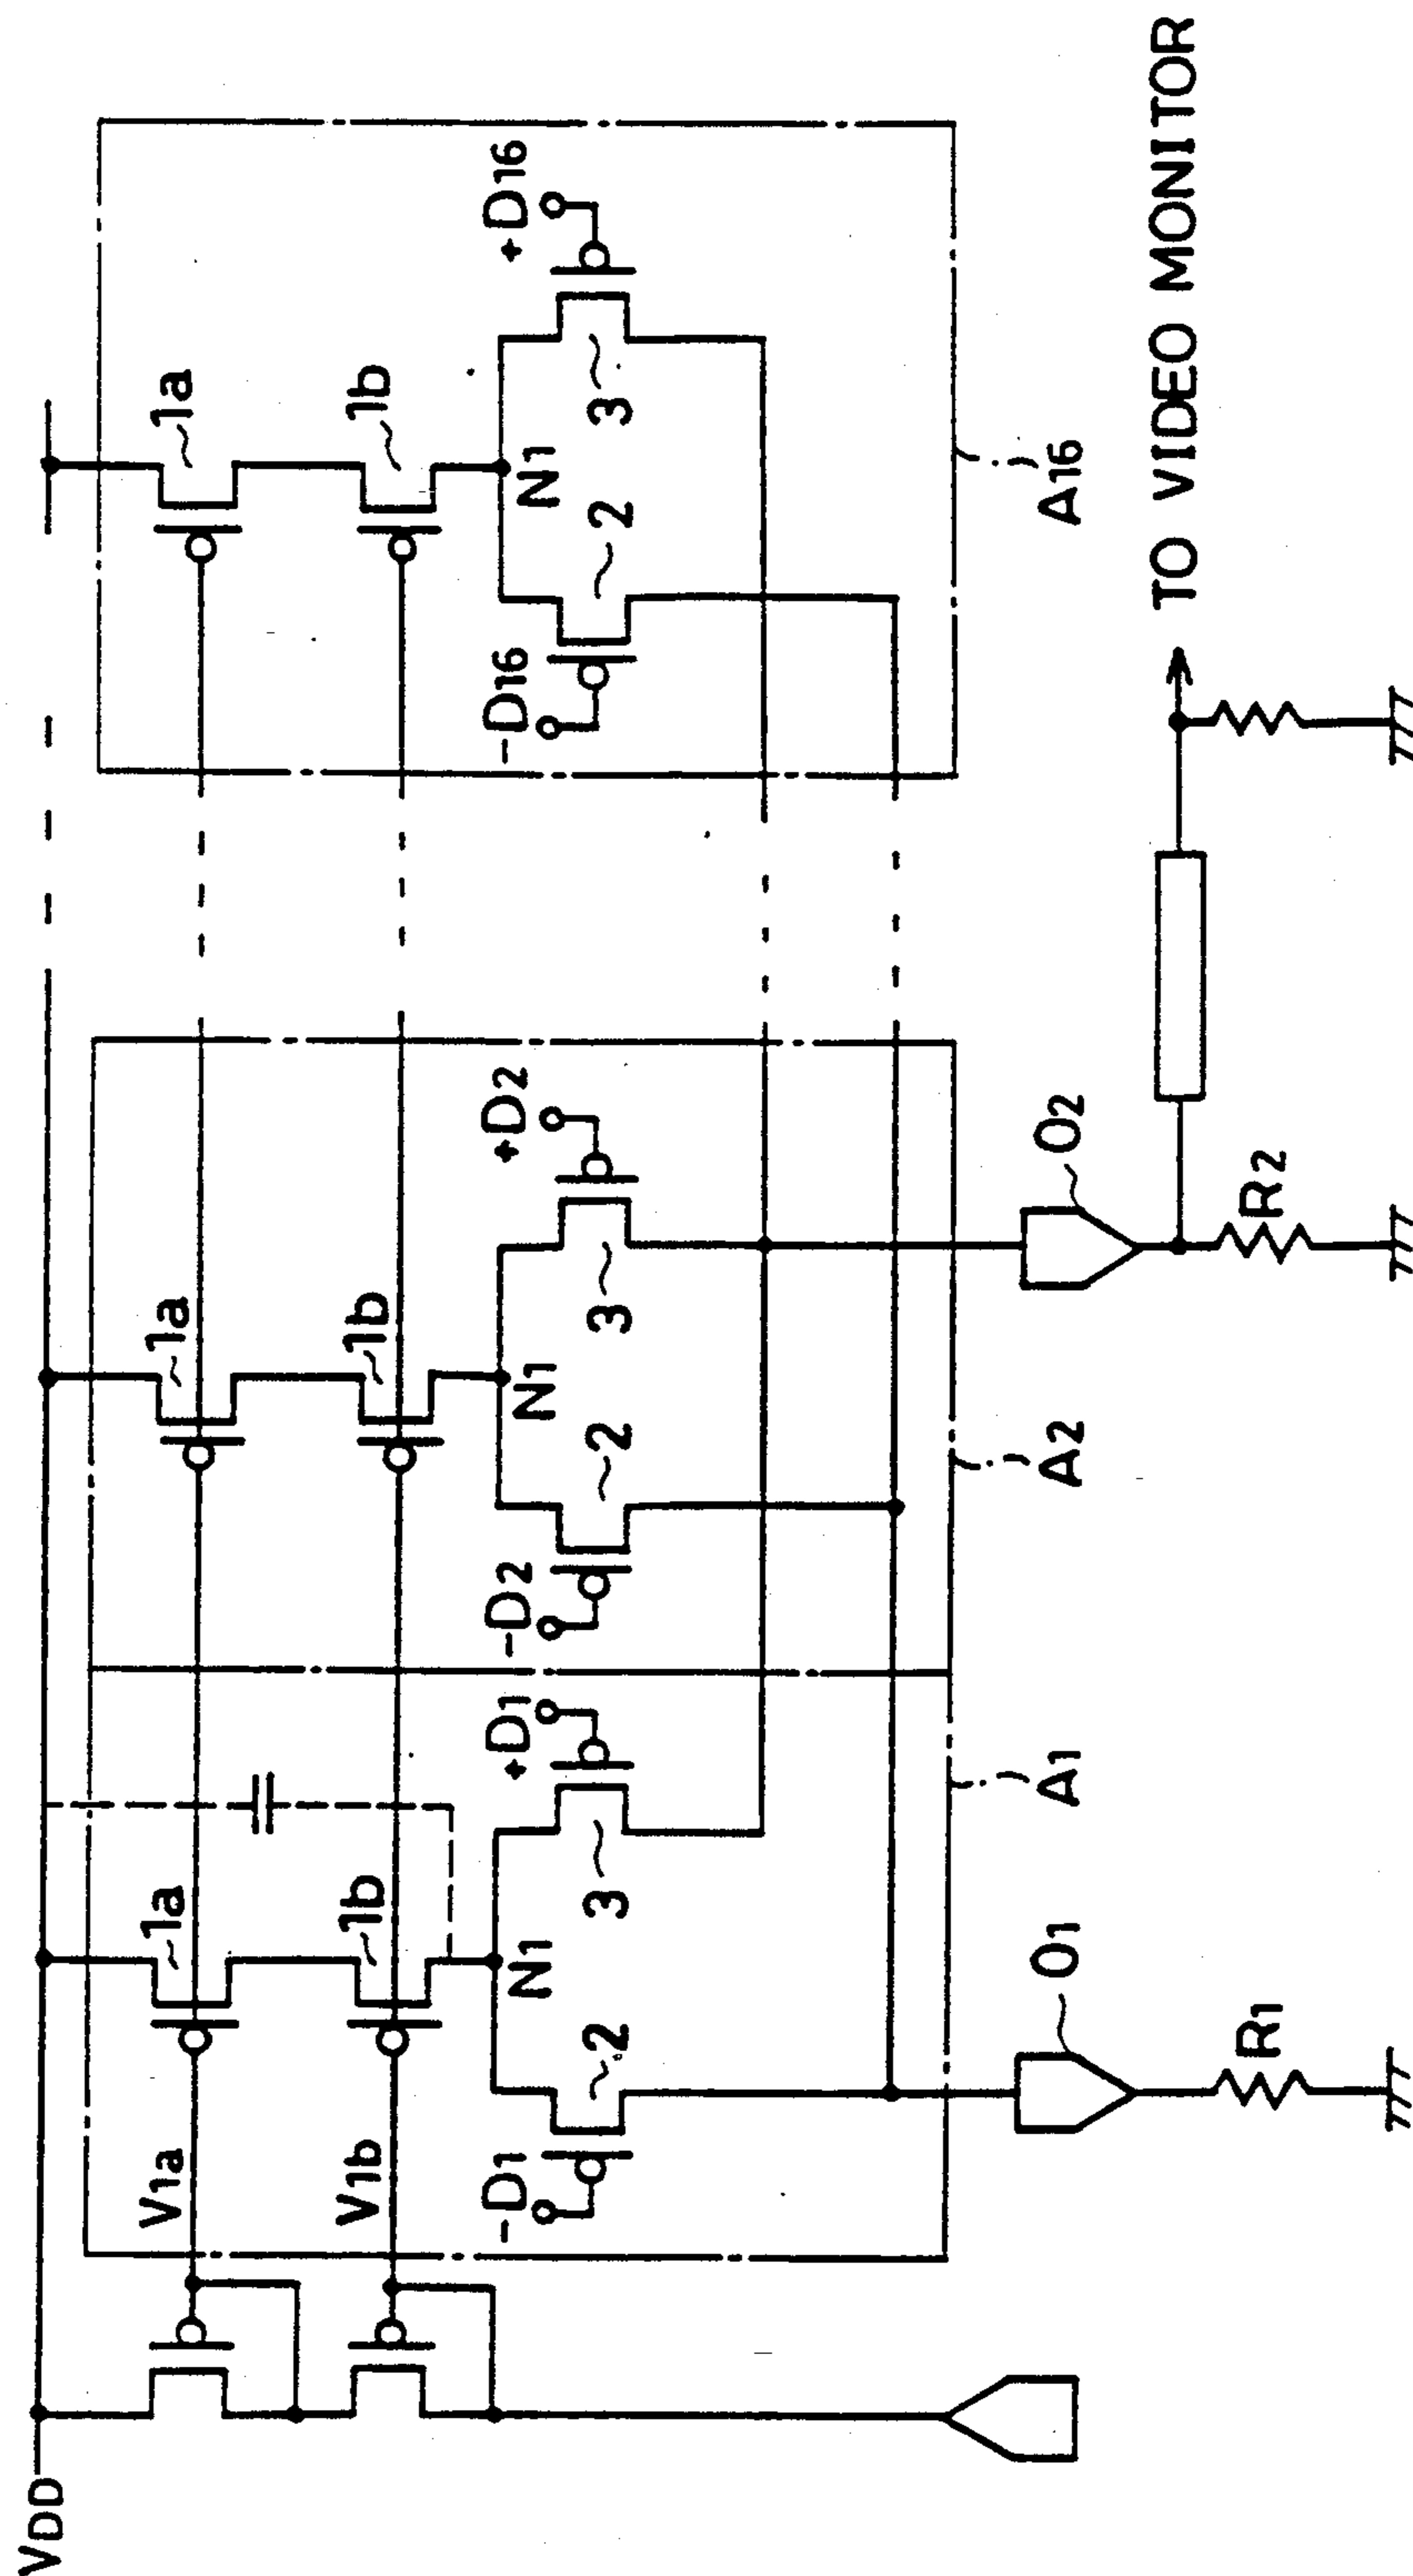 VDD
V1a
1a
1a
1a
V1b
1b
1b
1b
N1
N1
N1
-D1
2
3
+D1
-D2
2
3
+D2
-D16
2
3
+D16
A1
A2
A16
O1
O2
R1
R2
TO VIDEO MONITOR